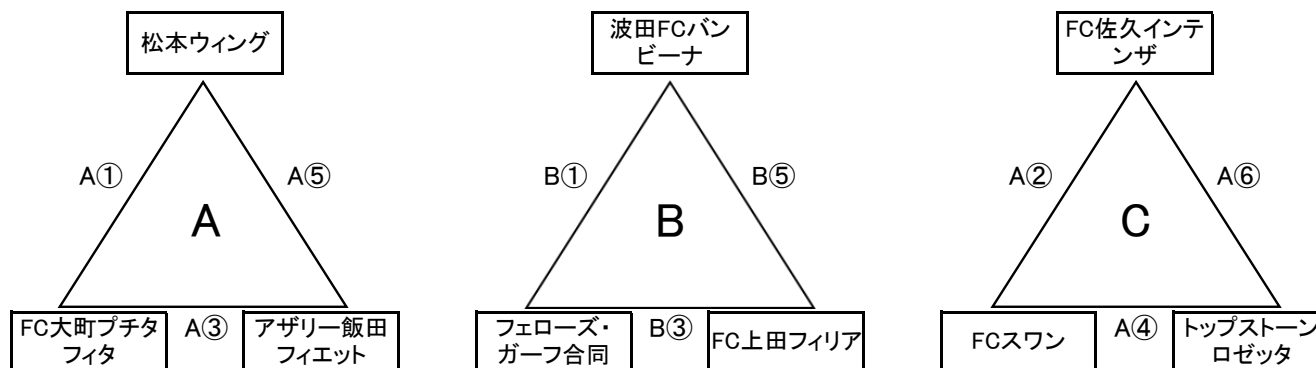 松本ウィング
A①
A⑤
A
FC大町プチタ
フィタ
A③
アザリー飯田
フィエット
波田FCバン
ビーナ
B①
B⑤
B
フェローズ・
ガーフ合同
B③
FC上田フィリア
FC佐久インテ
ンザ
A②
A⑥
C
FCスワン
A④
トップストーン
ロゼッタ